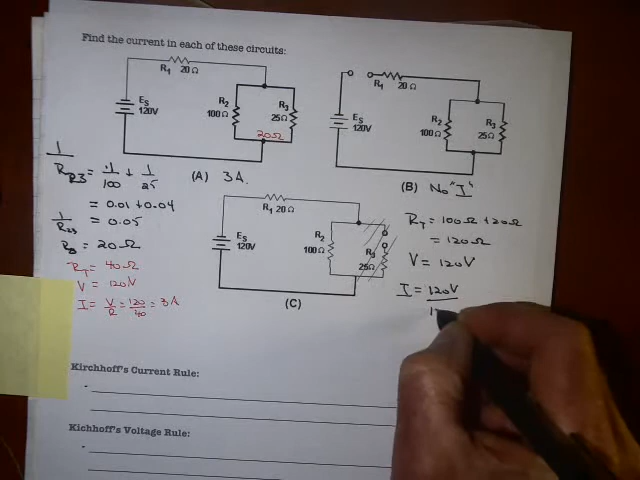 Find the current in each of these circuits:
R1 20Ω
ES
120V
R2
100Ω
R3
25Ω
20Ω
(A) 3A.
R1 20Ω
ES
120V
R2
100Ω
R3
25Ω
(B) No "I"
1/RR3 = 1/100 + 1/25
= 0.01 + 0.04
1/R23 = 0.05
= 20Ω
RT = 40Ω
V = 120V
I = V/R = 120/40 = 3A
R1 20Ω
ES
120V
R2
100Ω
R3
25Ω
(C)
RT = 100Ω + 20Ω
= 120Ω
V = 120V
I = 120V
Kirchhoff's Current Rule:
Kichhoff's Voltage Rule: